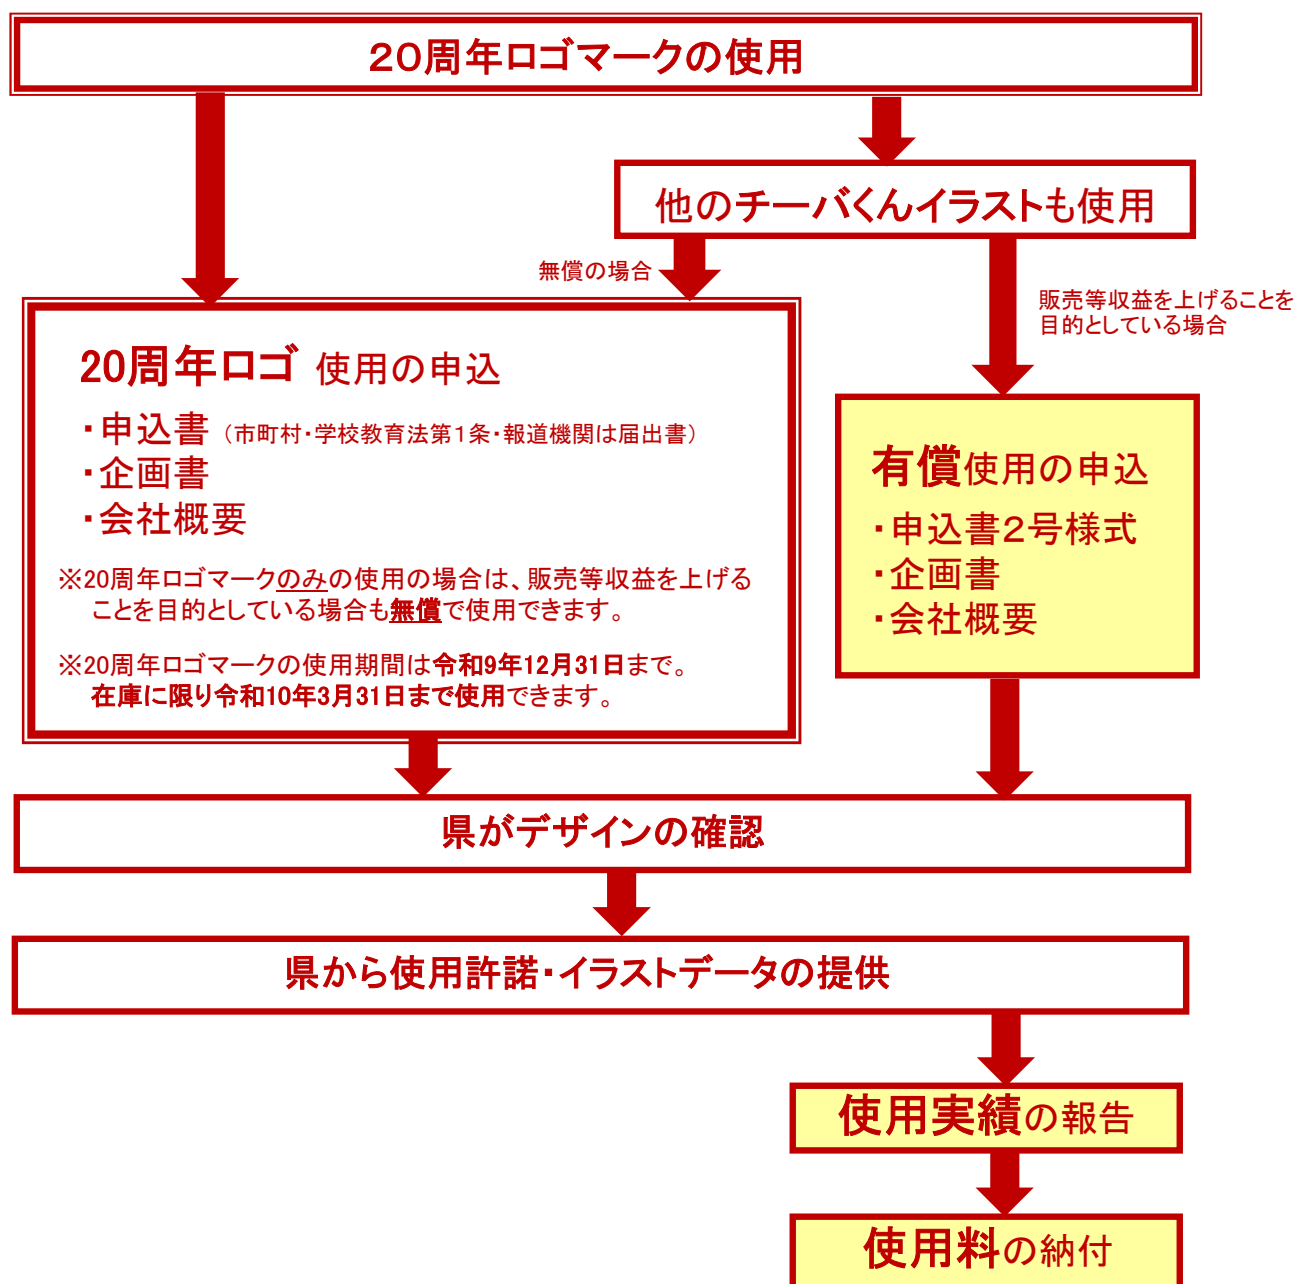 ２０周年ロゴマークの使用
他のチーバくんイラストも使用
無償の場合
販売等収益を上げることを
目的としている場合
20周年ロゴ 使用の申込
・申込書（市町村・学校教育法第１条・報道機関は届出書）
・企画書
・会社概要
※20周年ロゴマークのみの使用の場合は、販売等収益を上げる
ことを目的としている場合も無償で使用できます。
※20周年ロゴマークの使用期間は令和9年12月31日まで。
在庫に限り令和10年3月31日まで使用できます。
有償使用の申込
・申込書２号様式
・企画書
・会社概要
県がデザインの確認
県から使用許諾・イラストデータの提供
使用実績の報告
使用料の納付